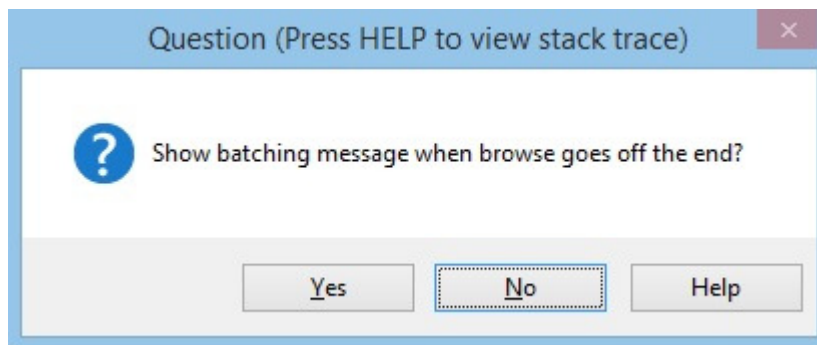 Question (Press HELP to view stack trace)
Show batching message when browse goes off the end?
Yes No Help